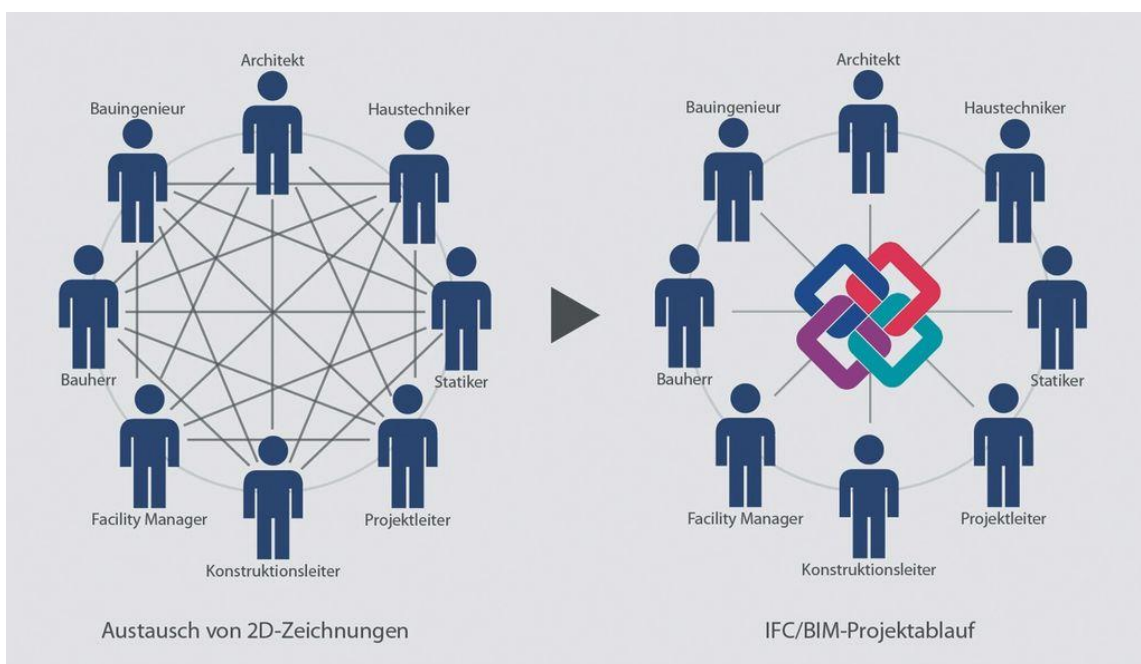 Architekt
Bauingenieur
Haustechniker
Bauherr
Statiker
Facility Manager
Projektleiter
Konstruktionsleiter
Austausch von 2D-Zeichnungen
Architekt
Bauingenieur
Haustechniker
Bauherr
Statiker
Facility Manager
Projektleiter
Konstruktionsleiter
IFC/BIM-Projektablauf